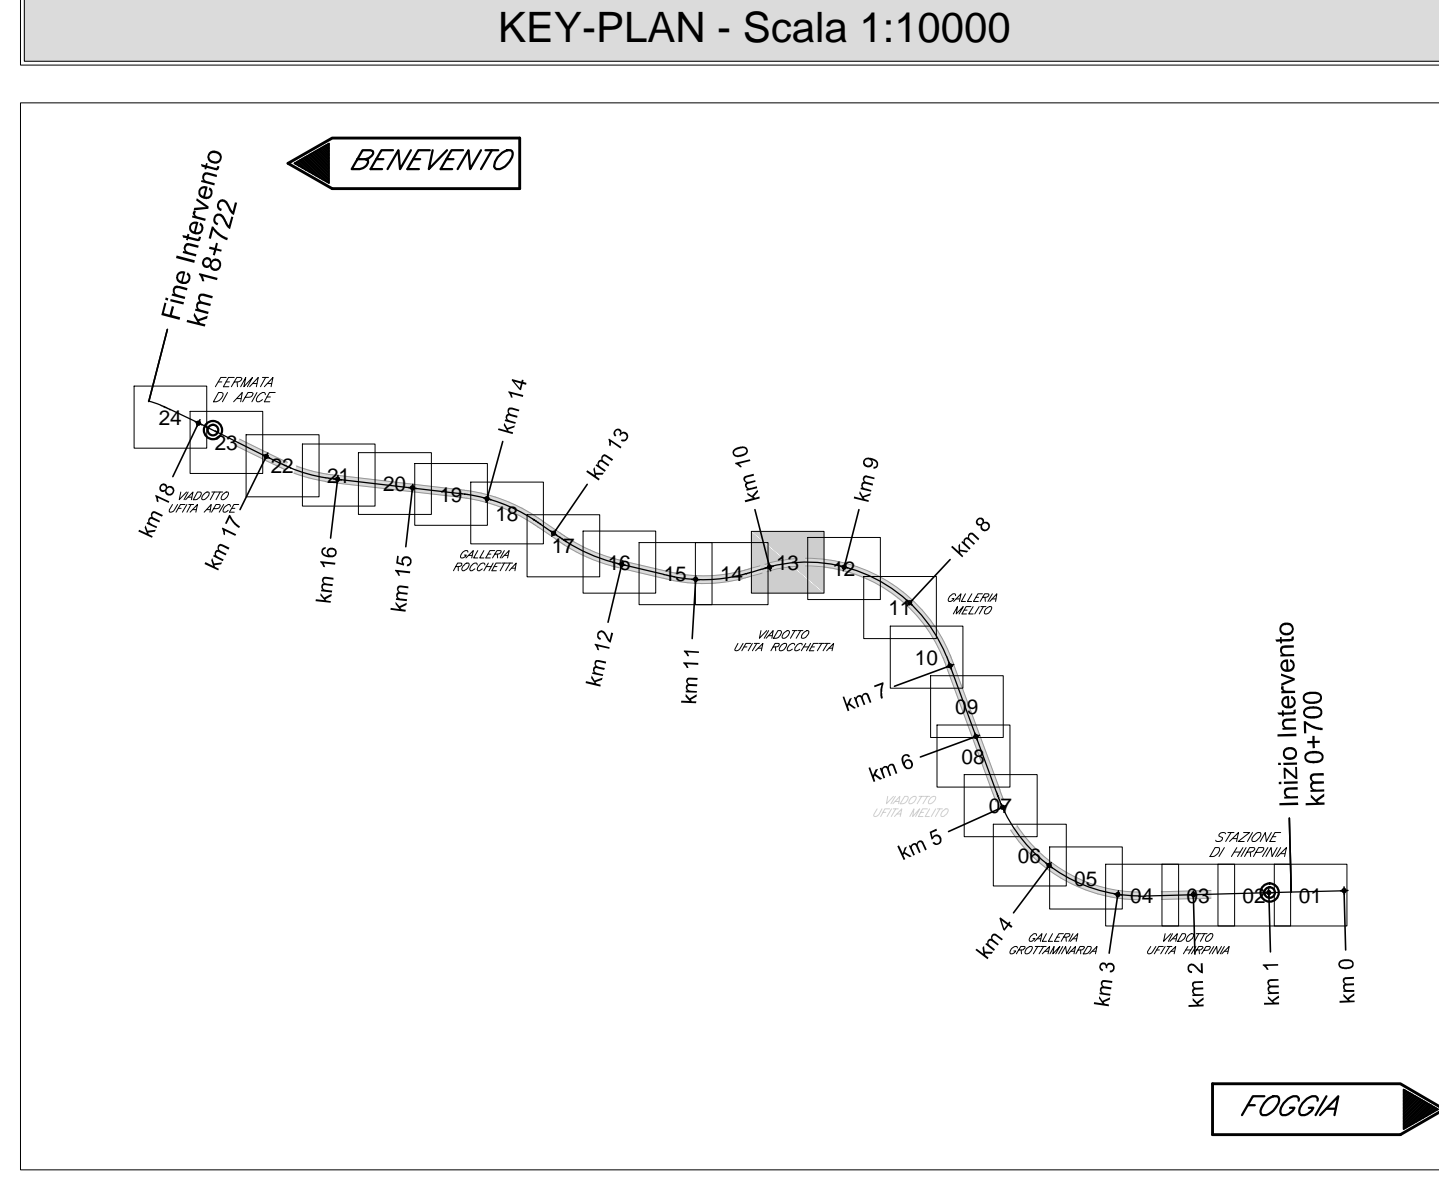 KEY-PLAN - Scala 1:10000
BENEVENTO
Fine Intervento
km 18+722
FERMATA
DI APICE
24
23
22
21
20
19
18
17
16
15
14
13
12
11
10
09
08
07
06
05
04
03
02
01
km 18
VIADOTTO
UFITA APICE
km 17
km 16
km 15
km 14
km 13
GALLERIA
ROCCHETTA
km 12
km 11
km 10
VIADOTTO
UFITA ROCCHETTA
km 9
km 8
GALLERIA
MELITO
km 7
km 6
VIADOTTO
UFITA MELITO
km 5
km 4
GALLERIA
GROTTAMINARDA
km 3
VIADOTTO
UFITA HIRPINIA
km 2
STAZIONE
DI HIRPINIA
Inizio Intervento
km 0+700
km 1
km 0
FOGGIA